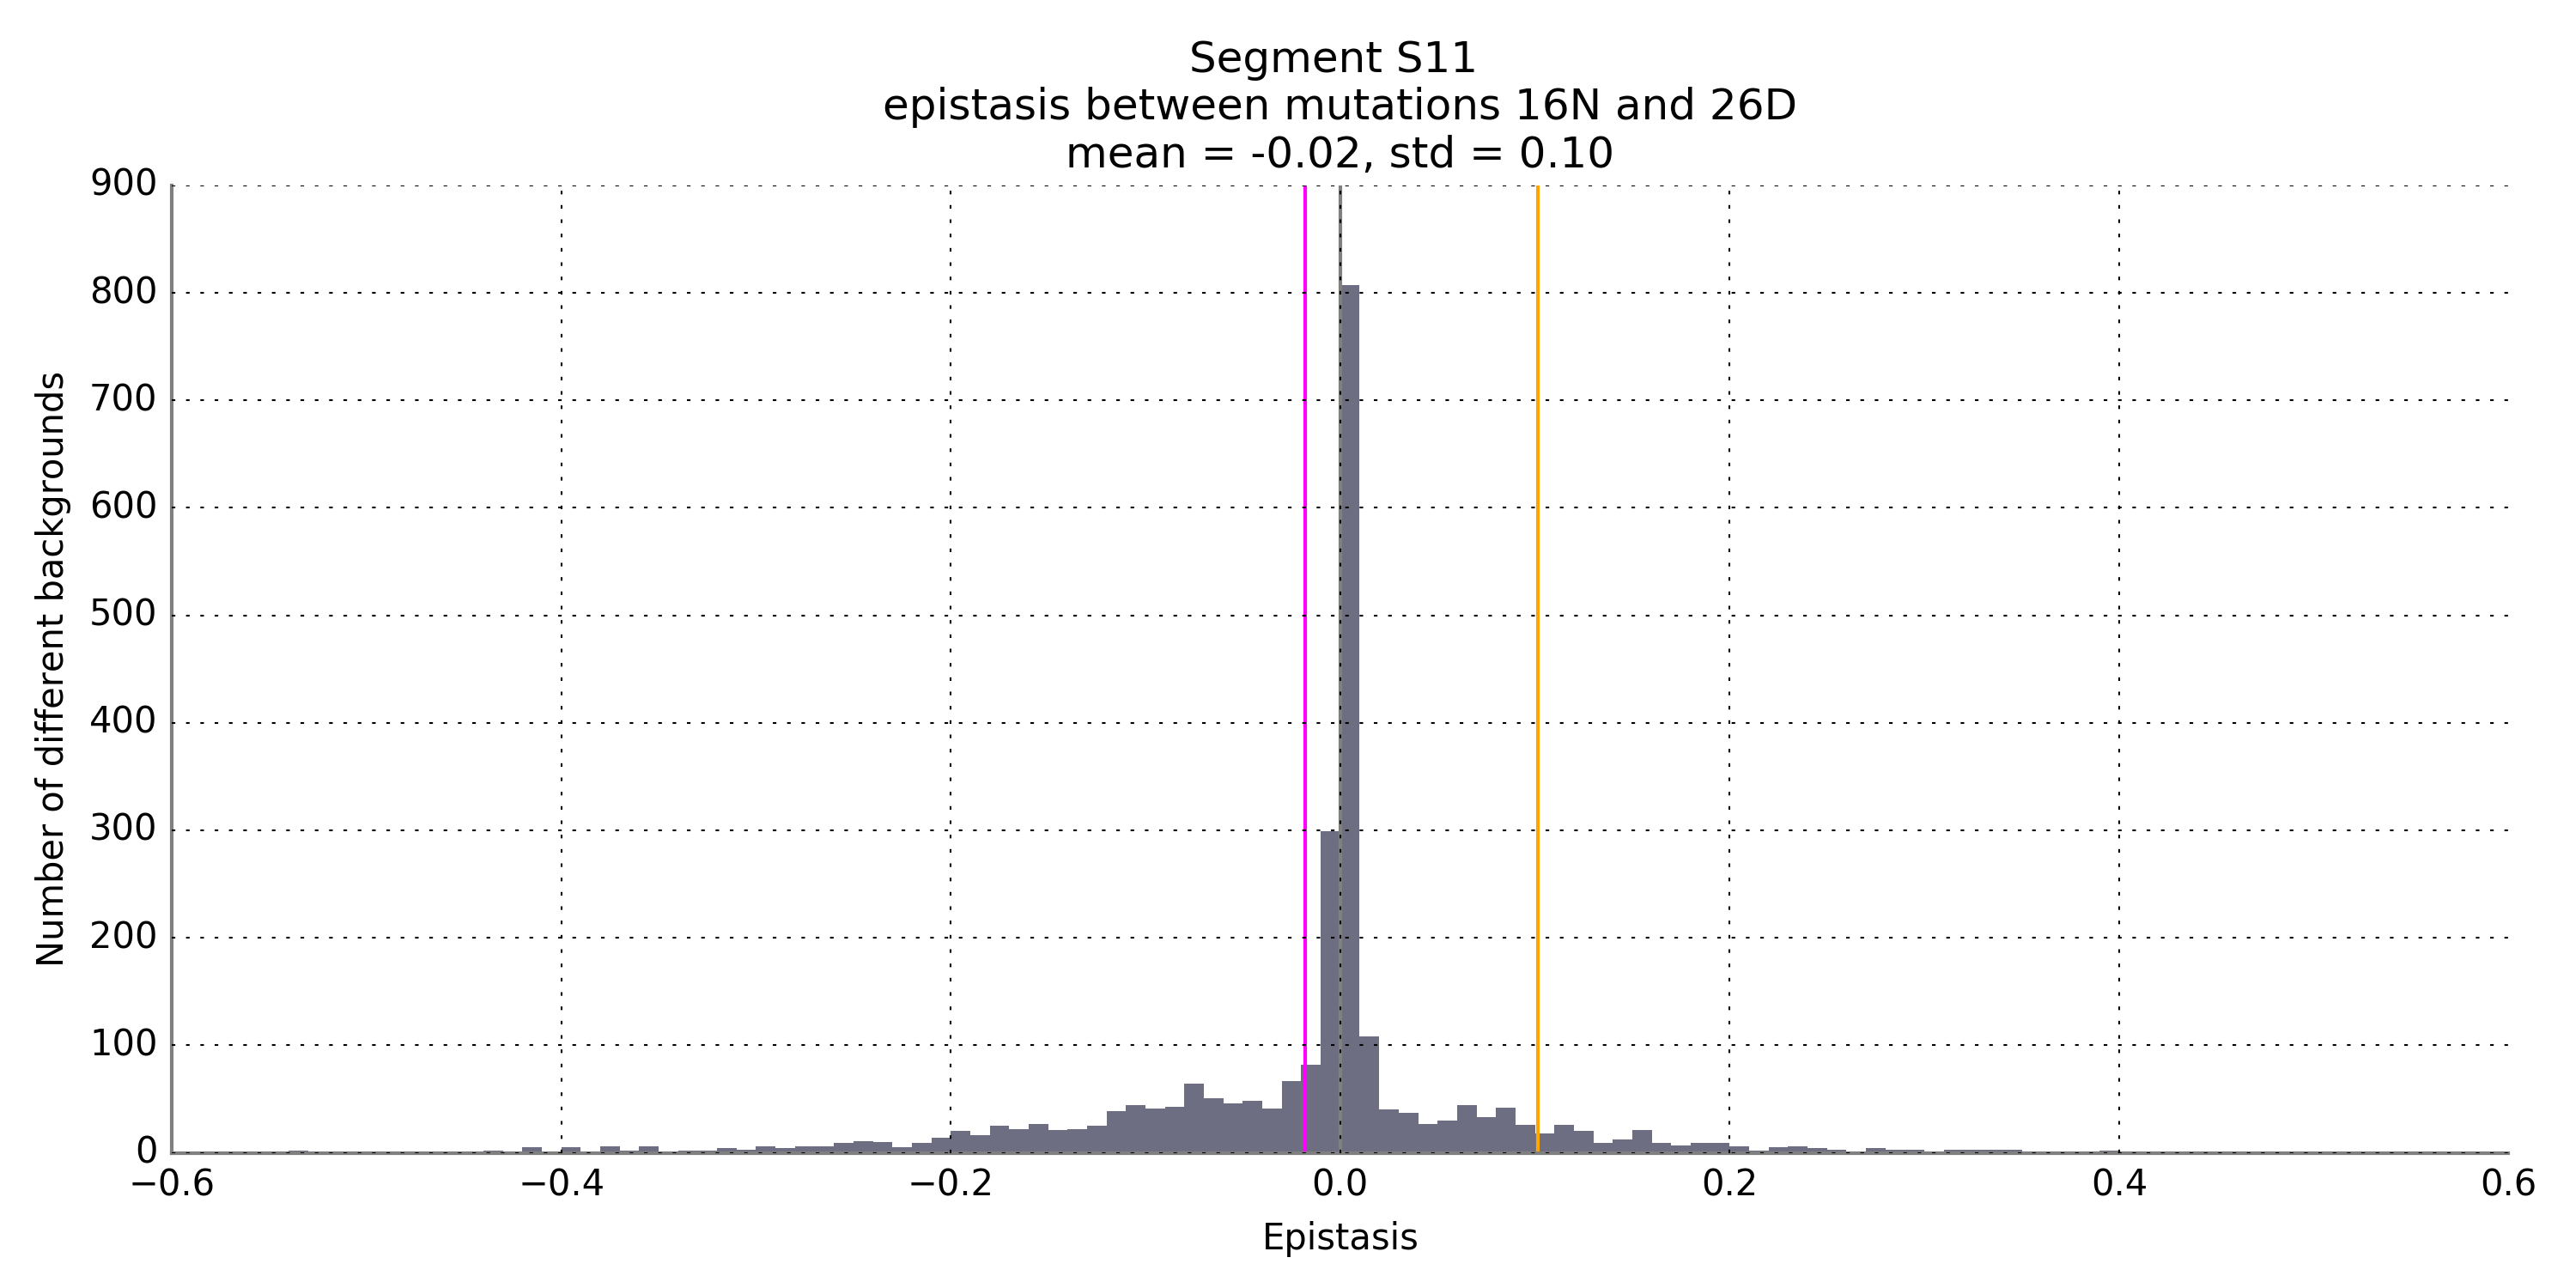 Segment S11
epistasis between mutations 16N and 26D
mean = -0.02, std = 0.10
Number of different backgrounds
900
800
700
600
500
400
300
200
100
0
−0.6 −0.4 −0.2 0.0 0.2 0.4 0.6
Epistasis